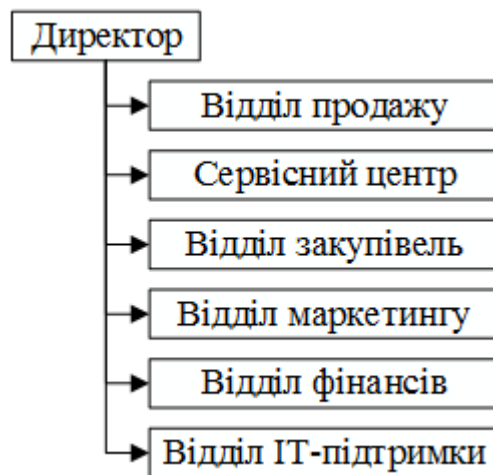 Директор
Відділ продажу
Сервісний центр
Відділ закупівель
Відділ маркетингу
Відділ фінансів
Відділ ІТ-підтримки